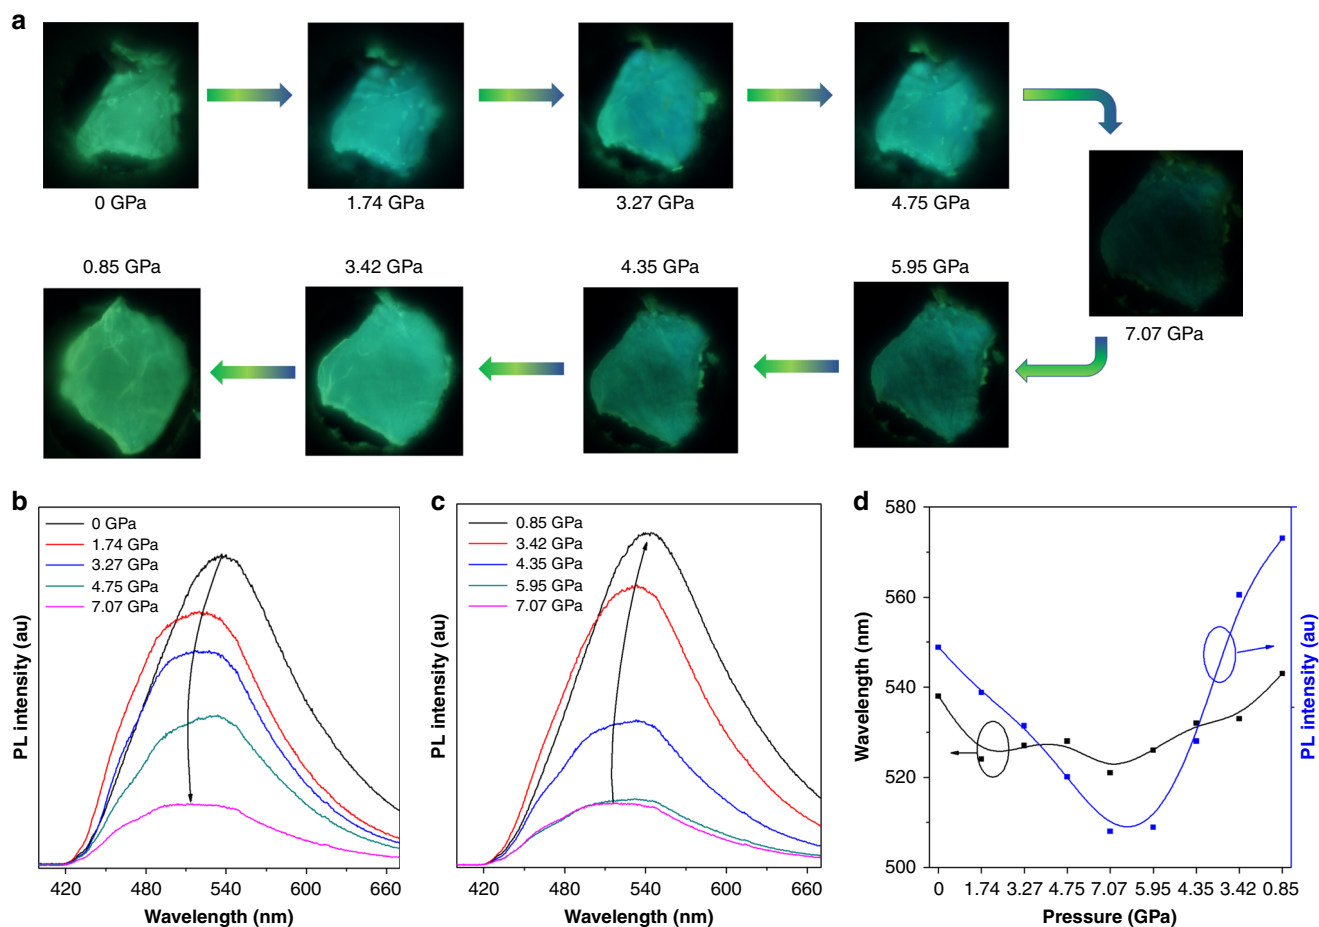 a
0 GPa
1.74 GPa
3.27 GPa
4.75 GPa
7.07 GPa
0.85 GPa
3.42 GPa
4.35 GPa
5.95 GPa
b
PL intensity (au)
0 GPa
1.74 GPa
3.27 GPa
4.75 GPa
7.07 GPa
420 480 540 600 660
Wavelength (nm)
c
PL intensity (au)
0.85 GPa
3.42 GPa
4.35 GPa
5.95 GPa
7.07 GPa
420 480 540 600 660
Wavelength (nm)
d
Wavelength (nm)
580
560
540
520
500
PL intensity (au)
0 1.74 3.27 4.75 7.07 5.95 4.35 3.42 0.85
Pressure (GPa)